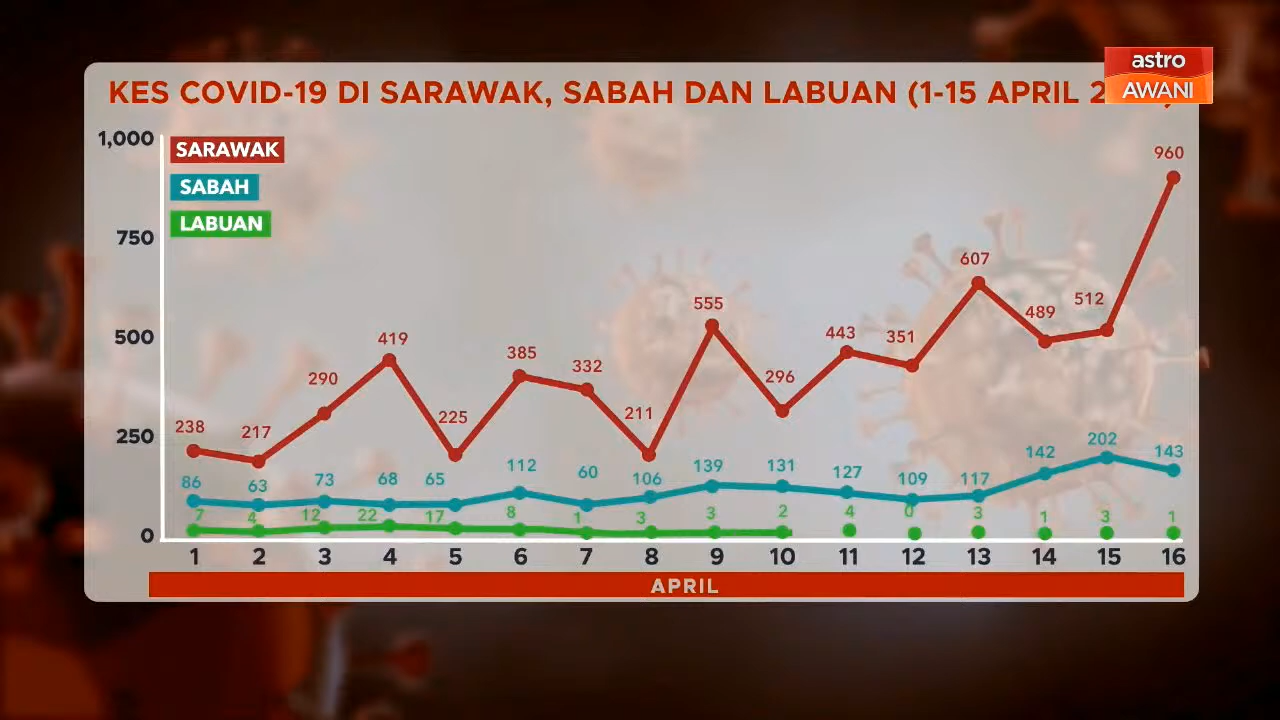 astro
AWANI
KES COVID-19 DI SARAWAK, SABAH DAN LABUAN (1-15 APRIL 2
1,000
750
500
250
0
SARAWAK
SABAH
LABUAN
238 217 290 419 225 385 332 211 555 296 443 351 607 489 512 960
86 63 73 68 65 112 60 106 139 131 127 109 117 142 202 143
7 4 12 22 17 8 1 3 3 2 4 0 3 1 3 1
1 2 3 4 5 6 7 8 9 10 11 12 13 14 15 16
APRIL